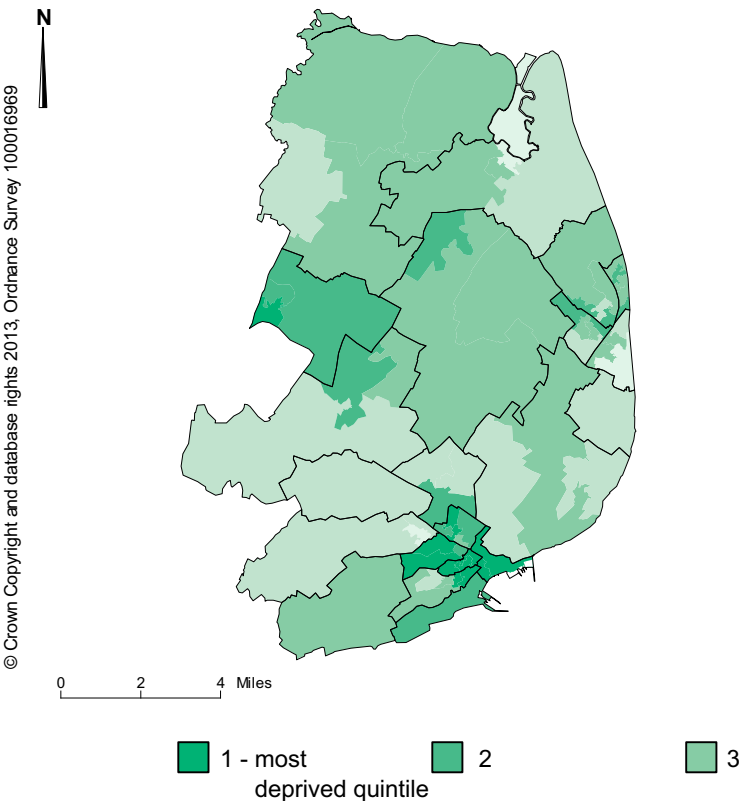 N
© Crown Copyright and database rights 2013, Ordnance Survey 100016969
0 2 4 Miles
1 - most 2 3
deprived quintile